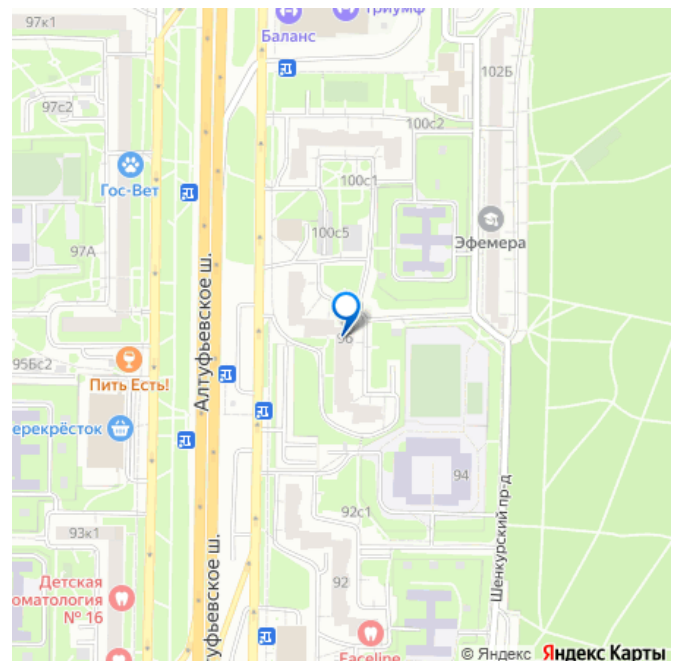 97к1
Триумф
Баланс
102Б
97с2
100с2
Гос-Вет
100с1
Эфемера
100с5
97А
Алтуфьевское ш.
96
95Бс2
Пить Есть!
ерекрёсток
94
Шенкурский пр-д
92с1
93к1
туфьевское ш.
92
Детская
оматология
№ 16
Faceline
© Яндекс Яндекс Карты